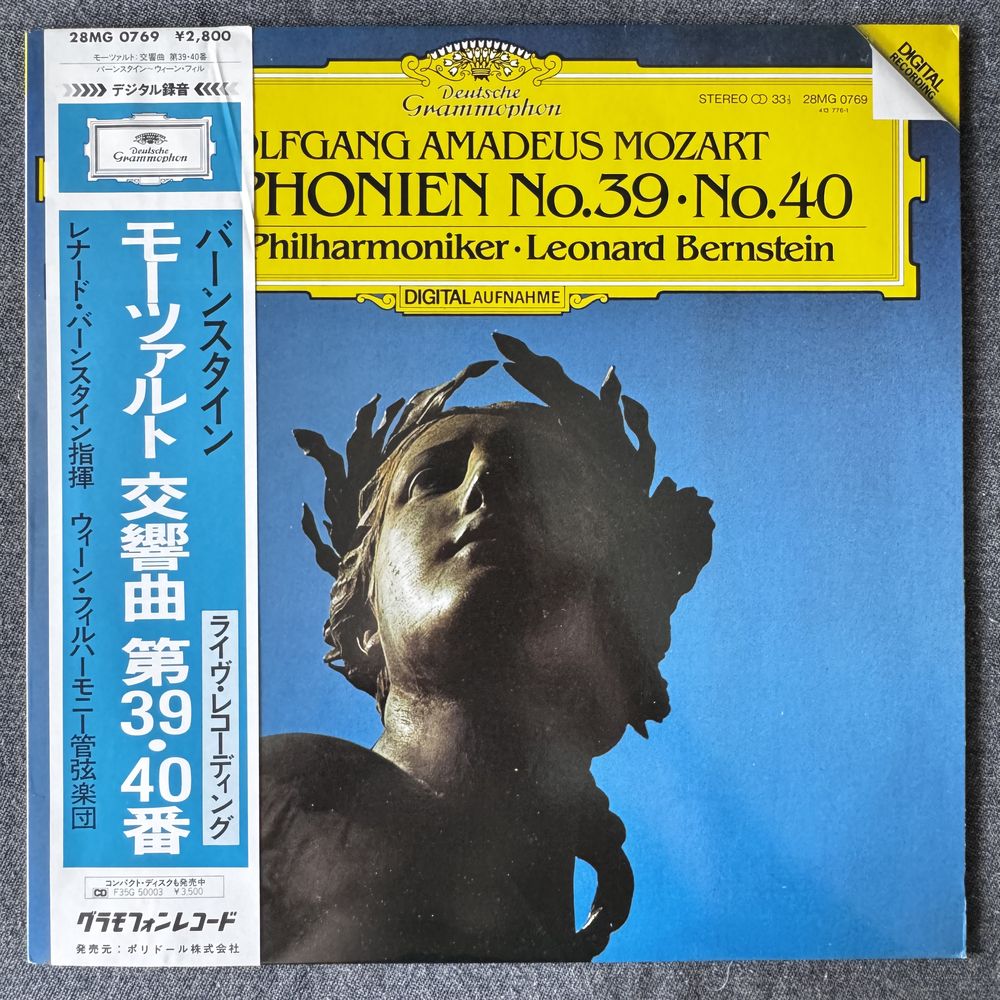 28MG 0769 ¥2,800
モーツァルト:交響曲 第39・40番
バーンスタイン~ウィーン・フィル
デジタル録音
Deutsche
Grammophon
バーンスタイン
モーツァルト 交響曲 第39・40番
レナード・バーンスタイン指揮 ウィーン・フィルハーモニー管弦楽団
ライヴ・レコーディング
コンパクト・ディスクも発売中
CD F35G 50003 ¥3,500
グラモフォンレコード
発売元:ポリドール株式会社
Deutsche
Grammophon
STEREO 33⅓ 28MG 0769
413 776-1
DIGITAL
RECORDING
OLFGANG AMADEUS MOZART
PHONIEN No.39・No.40
Philharmoniker・Leonard Bernstein
DIGITAL AUFNAHME